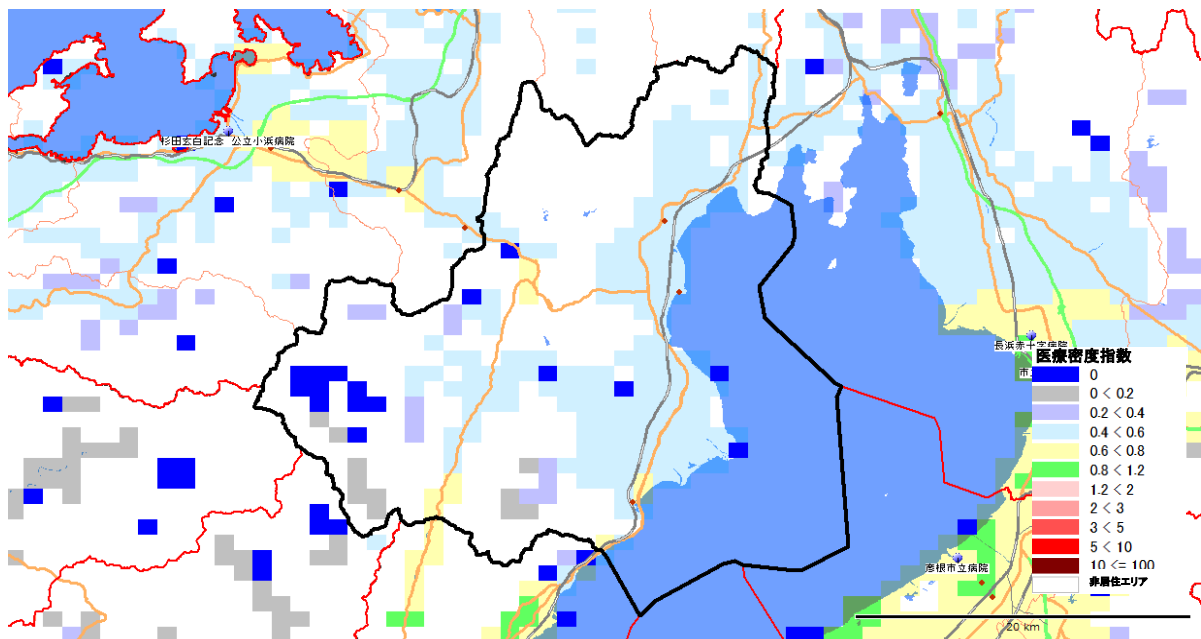 杉田玄白記念 公立小浜病院
長浜赤十字病院
市
医療密度指数
0
0 < 0.2
0.2 < 0.4
0.4 < 0.6
0.6 < 0.8
0.8 < 1.2
1.2 < 2
2 < 3
3 < 5
5 < 10
10 <= 100
非居住エリア
彦根市立病院
20 km